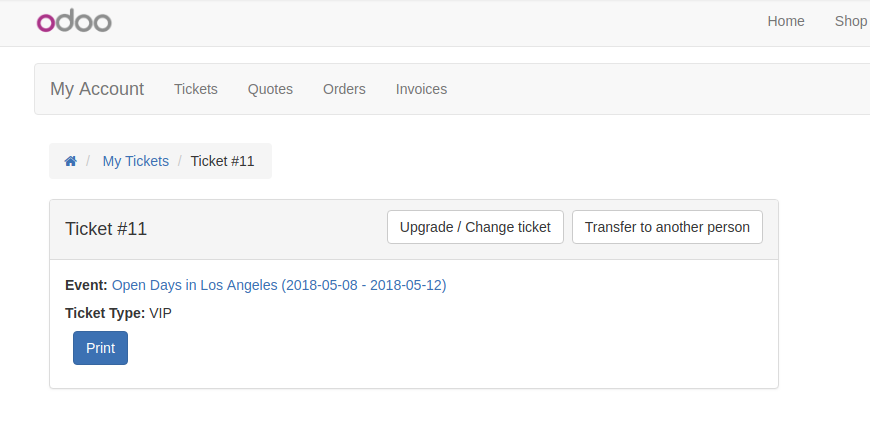 odoo Home Shop
My Account Tickets Quotes Orders Invoices
/ My Tickets / Ticket #11
Ticket #11 Upgrade / Change ticket Transfer to another person
Event: Open Days in Los Angeles (2018-05-08 - 2018-05-12)
Ticket Type: VIP
Print